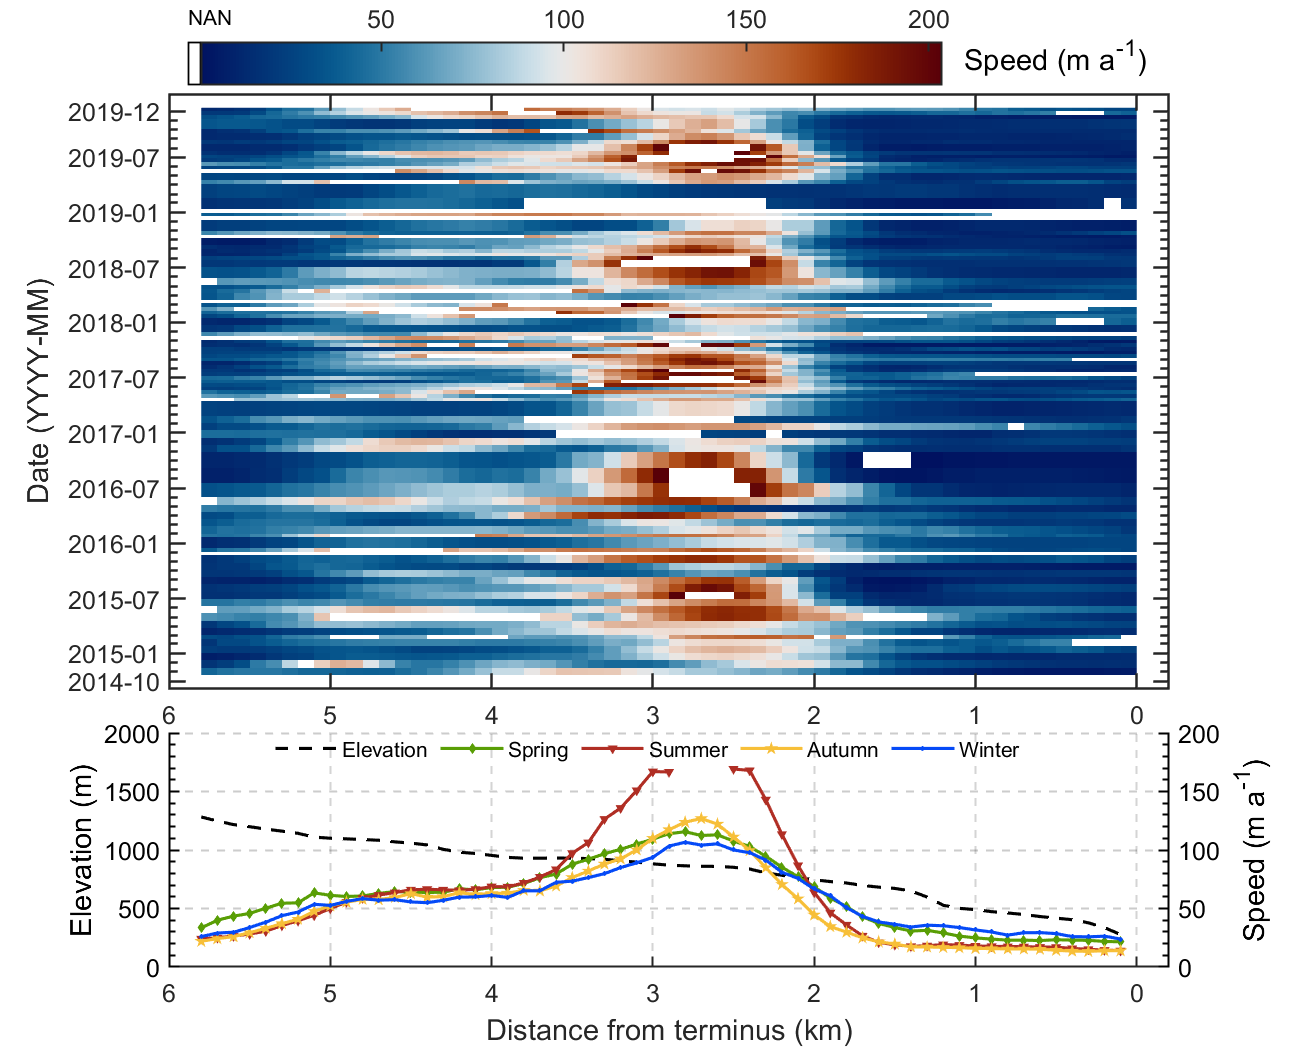 NAN 50 100 150 200
Speed (m a-1)
2019-12
2019-07
2019-01
2018-07
2018-01
2017-07
2017-01
2016-07
2016-01
2015-07
2015-01
2014-10
Date (YYYY-MM)
6 5 4 3 2 1 0
Elevation Spring Summer Autumn Winter
2000
1500
1000
500
0
Elevation (m)
200
150
100
50
0
Speed (m a-1)
6 5 4 3 2 1 0
Distance from terminus (km)